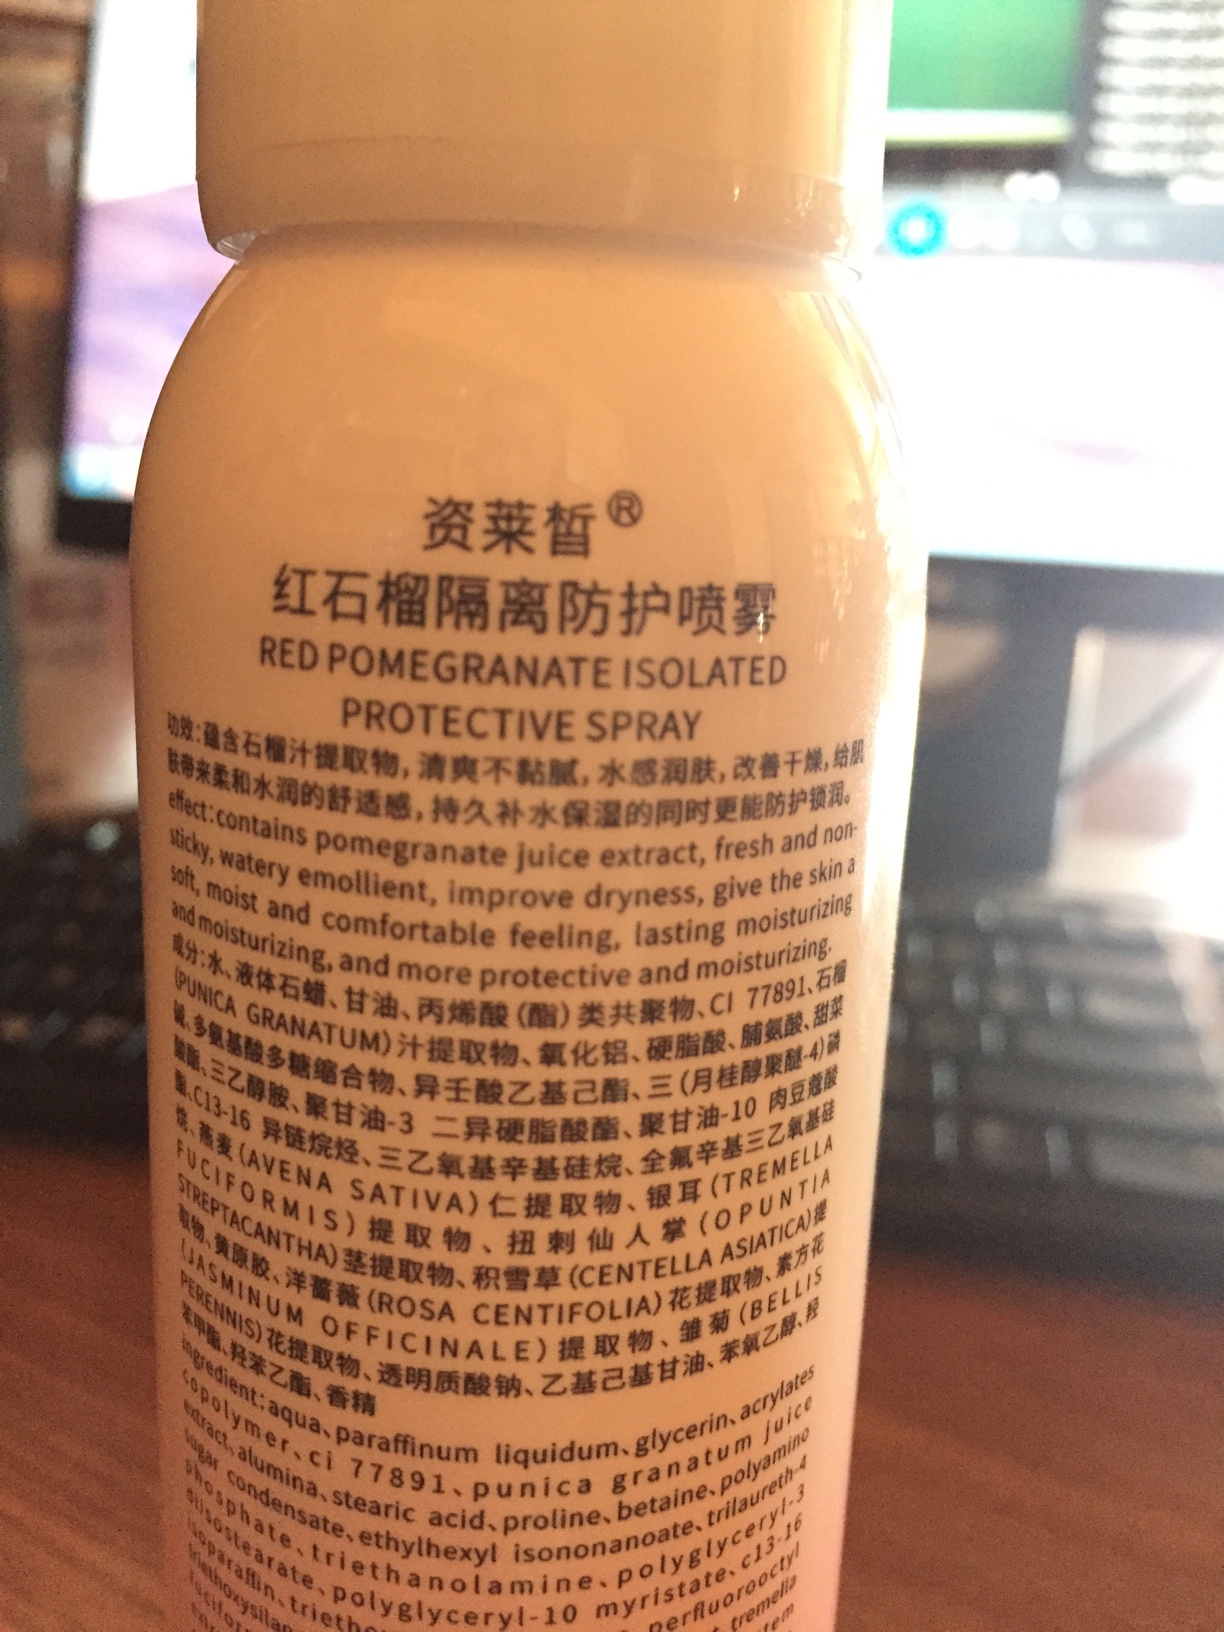 资莱皙®
红石榴隔离防护喷雾
RED POMEGRANATE ISOLATED
PROTECTIVE SPRAY
功效:蕴含石榴汁提取物,清爽不黏腻,水感润肤,改善干燥,给肌
肤带来柔和水润的舒适感,持久补水保湿的同时更能防护锁润。
effect:contains pomegranate juice extract, fresh and non-
sticky, watery emollient, improve dryness, give the skin a
soft, moist and comfortable feeling, lasting moisturizing
and moisturizing, and more protective and moisturizing.
成分:水、液体石蜡、甘油、丙烯酸(酯)类共聚物、CI 77891、石榴
(PUNICA GRANATUM)汁提取物、氧化铝、硬脂酸、脯氨酸、甜菜
碱、多氨基酸多糖缩合物、异壬酸乙基己酯、三(月桂醇聚醚-4)磷
酸酯、三乙醇胺、聚甘油-3 二异硬脂酸酯、聚甘油-10 肉豆蔻酸
酯、C13-16 异链烷烃、三乙氧基辛基硅烷、全氟辛基三乙氧基硅
烷、燕麦(AVENA SATIVA)仁提取物、银耳(TREMELLA
FUCIFORMIS)提取物、扭刺仙人掌(OPUNTIA
STREPTACANTHA)茎提取物、积雪草(CENTELLA ASIATICA)提
取物、黄原胶、洋蔷薇(ROSA CENTIFOLIA)花提取物、素方花
(JASMINUM OFFICINALE)提取物、雏菊(BELLIS
PERENNIS)花提取物、透明质酸钠、乙基己基甘油、苯氧乙醇、羟
苯甲酯、羟苯乙酯、香精
ingredient:aqua、paraffinum liquidum、glycerin、acrylates
copolymer、ci 77891、punica granatum juice
extract、alumina、stearic acid、proline、betaine、polyamino
sugar condensate、ethylhexyl isononanoate、trilaureth-4
phosphate、triethanolamine、polyglyceryl-3
diisostearate、polyglyceryl-10 myristate、c13-16
isoparaffin、 perfluorooctyl
tremella